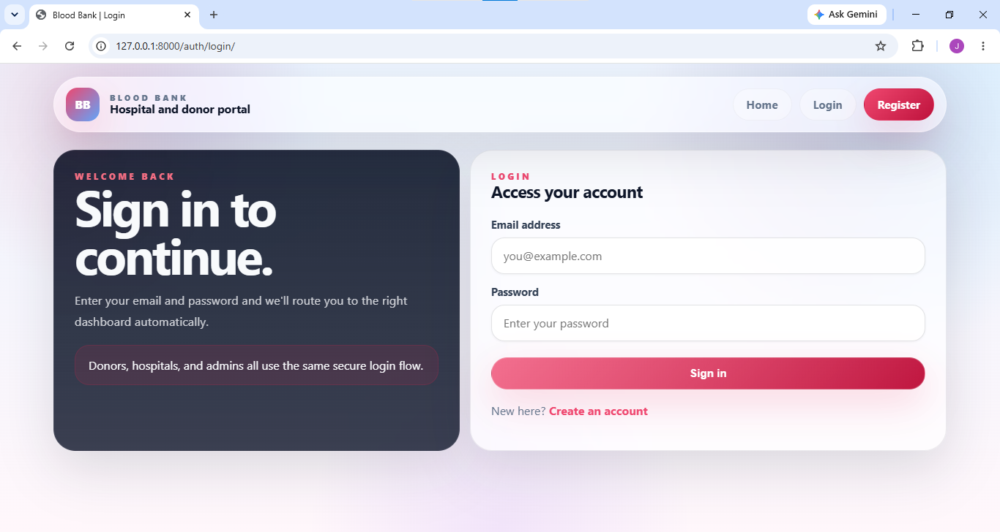 Blood Bank | Login
Ask Gemini
127.0.0.1:8000/auth/login/
J
BB
BLOOD BANK
Hospital and donor portal
Home
Login
Register
WELCOME BACK
Sign in to
continue.
Enter your email and password and we'll route you to the right
dashboard automatically.
Donors, hospitals, and admins all use the same secure login flow.
LOGIN
Access your account
Email address
you@example.com
Password
Enter your password
Sign in
New here? Create an account